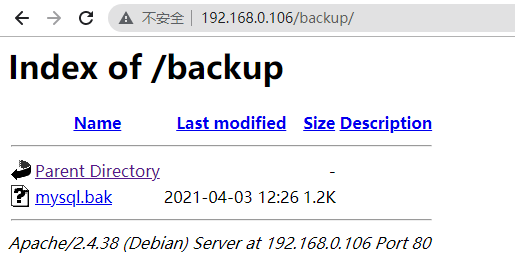 不安全 | 192.168.0.106/backup/
Index of /backup
Name Last modified Size Description
Parent Directory -
mysql.bak 2021-04-03 12:26 1.2K
Apache/2.4.38 (Debian) Server at 192.168.0.106 Port 80